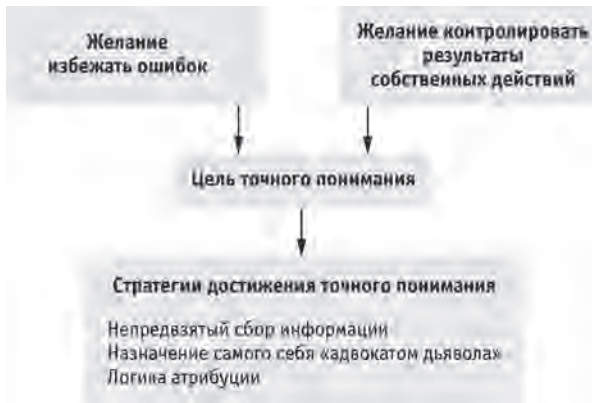 Желание
избежать ошибок
Желание контролировать
результаты
собственных действий
Цель точного понимания
Стратегии достижения точного понимания
Непредвзятый сбор информации
Назначение самого себя «адвокатом дьявола»
Логика атрибуции